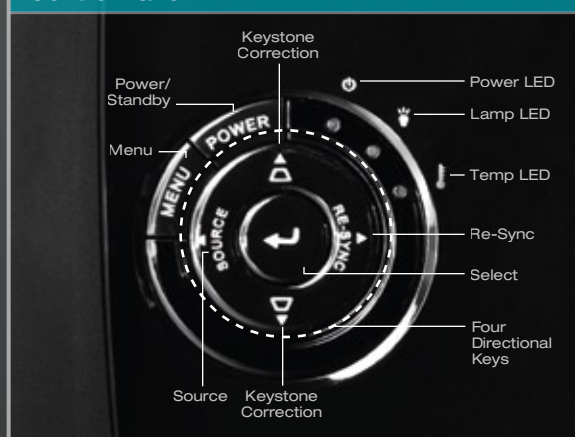 Keystone
Correction
Power/
Standby
Power LED
Lamp LED
Menu
Temp LED
POWER
MENU
SOURCE
RE-SYNC
Re-Sync
Select
Four
Directional
Keys
Source
Keystone
Correction